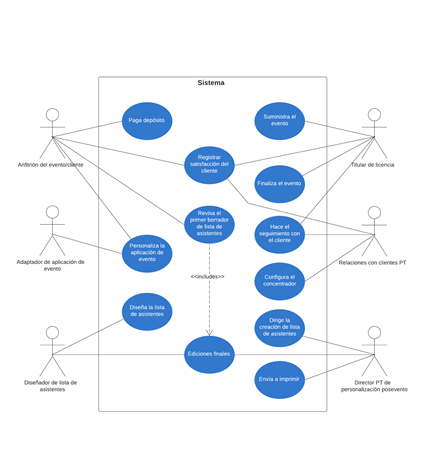 Sistema
Paga depósito
Suministra el
evento
Anfitrión del evento/cliente
Registrar
satisfacción del
cliente
Titular de licencia
Finaliza el evento
Revisa el
primer borrador
de lista de
asistentes
Hace el
seguimiento con
el cliente
Adaptador de aplicación de
evento
Personaliza la
aplicación de
evento
Relaciones con clientes PT
<<includes>>
Configura el
concentrador
Diseña la lista
de asistentes
Dirige la
creación de lista
de asistentes
Diseñador de lista de
asistentes
Ediciones finales
Director PT de
personalización posevento
Envía a imprimir